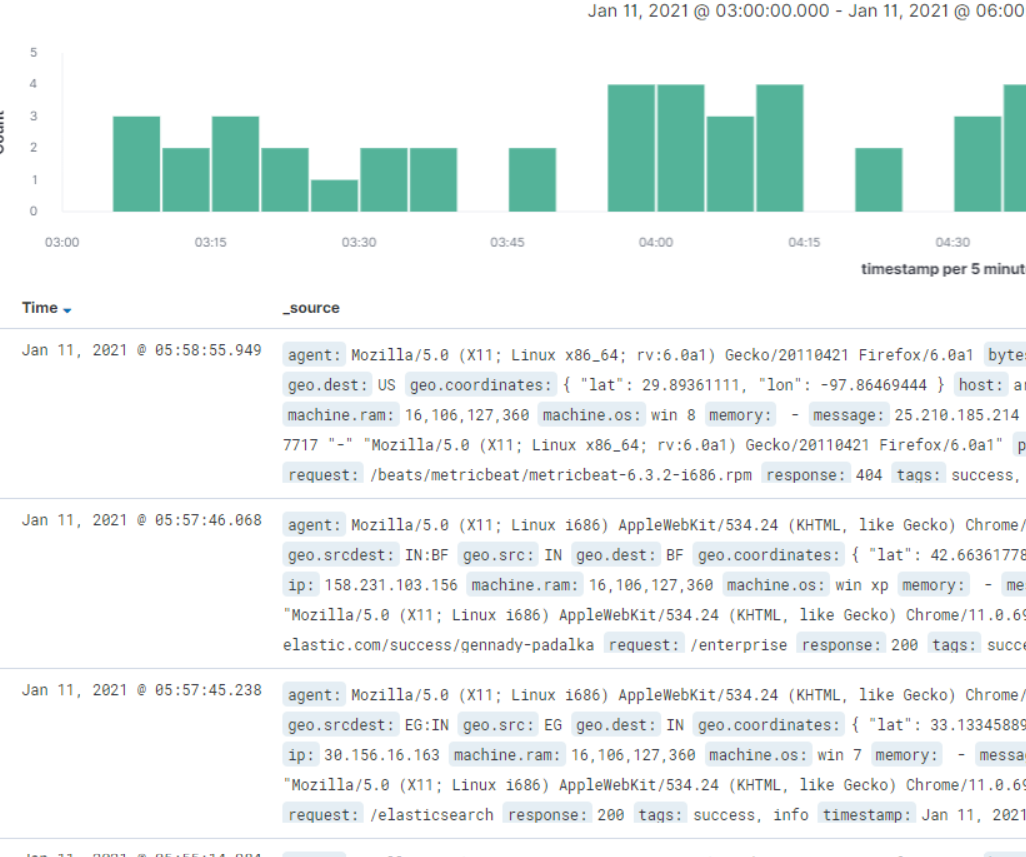 Jan 11, 2021 @ 03:00:00.000 - Jan 11, 2021 @ 06:00
5
4
3
2
1
0
Count
03:00 03:15 03:30 03:45 04:00 04:15 04:30
timestamp per 5 minut
Time _source
Jan 11, 2021 @ 05:58:55.949 agent: Mozilla/5.0 (X11; Linux x86_64; rv:6.0a1) Gecko/20110421 Firefox/6.0a1 bytes
geo.dest: US geo.coordinates: { "lat": 29.89361111, "lon": -97.86469444 } host: ar
machine.ram: 16,106,127,360 machine.os: win 8 memory: - message: 25.210.185.214
7717 "-" "Mozilla/5.0 (X11; Linux x86_64; rv:6.0a1) Gecko/20110421 Firefox/6.0a1" p
request: /beats/metricbeat/metricbeat-6.3.2-i686.rpm response: 404 tags: success,
Jan 11, 2021 @ 05:57:46.068 agent: Mozilla/5.0 (X11; Linux i686) AppleWebKit/534.24 (KHTML, like Gecko) Chrome/
geo.srcdest: IN:BF geo.src: IN geo.dest: BF geo.coordinates: { "lat": 42.66361778
ip: 158.231.103.156 machine.ram: 16,106,127,360 machine.os: win xp memory: - me
"Mozilla/5.0 (X11; Linux i686) AppleWebKit/534.24 (KHTML, like Gecko) Chrome/11.0.69
elastic.com/success/gennady-padalka request: /enterprise response: 200 tags: succe
Jan 11, 2021 @ 05:57:45.238 agent: Mozilla/5.0 (X11; Linux i686) AppleWebKit/534.24 (KHTML, like Gecko) Chrome/
geo.srcdest: EG:IN geo.src: EG geo.dest: IN geo.coordinates: { "lat": 33.13345889
ip: 30.156.16.163 machine.ram: 16,106,127,360 machine.os: win 7 memory: - messa
"Mozilla/5.0 (X11; Linux i686) AppleWebKit/534.24 (KHTML, like Gecko) Chrome/11.0.69
request: /elasticsearch response: 200 tags: success, info timestamp: Jan 11, 2021